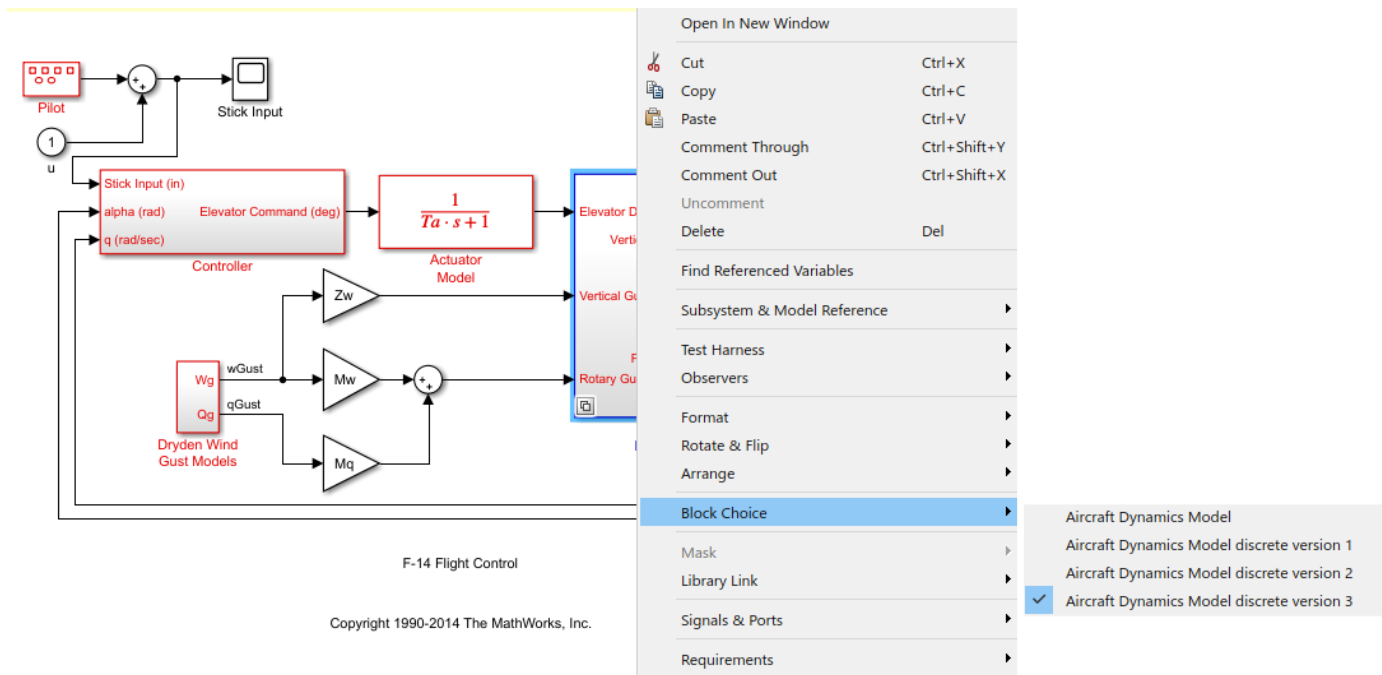 Pilot
Stick Input
1
u
Stick Input (in)
alpha (rad)
Elevator Command (deg)
q (rad/sec)
Controller
1
Ta · s + 1
Actuator
Model
Elevator D
Verti
Vertical Gu
Rotary Gu
Zw
Mw
Mq
Wg
wGust
Qg
qGust
Dryden Wind
Gust Models
F-14 Flight Control
Copyright 1990-2014 The MathWorks, Inc.
Open In New Window
Cut Ctrl+X
Copy Ctrl+C
Paste Ctrl+V
Comment Through Ctrl+Shift+Y
Comment Out Ctrl+Shift+X
Uncomment
Delete Del
Find Referenced Variables
Subsystem & Model Reference
Test Harness
Observers
Format
Rotate & Flip
Arrange
Block Choice
Mask
Library Link
Signals & Ports
Requirements
Aircraft Dynamics Model
Aircraft Dynamics Model discrete version 1
Aircraft Dynamics Model discrete version 2
Aircraft Dynamics Model discrete version 3